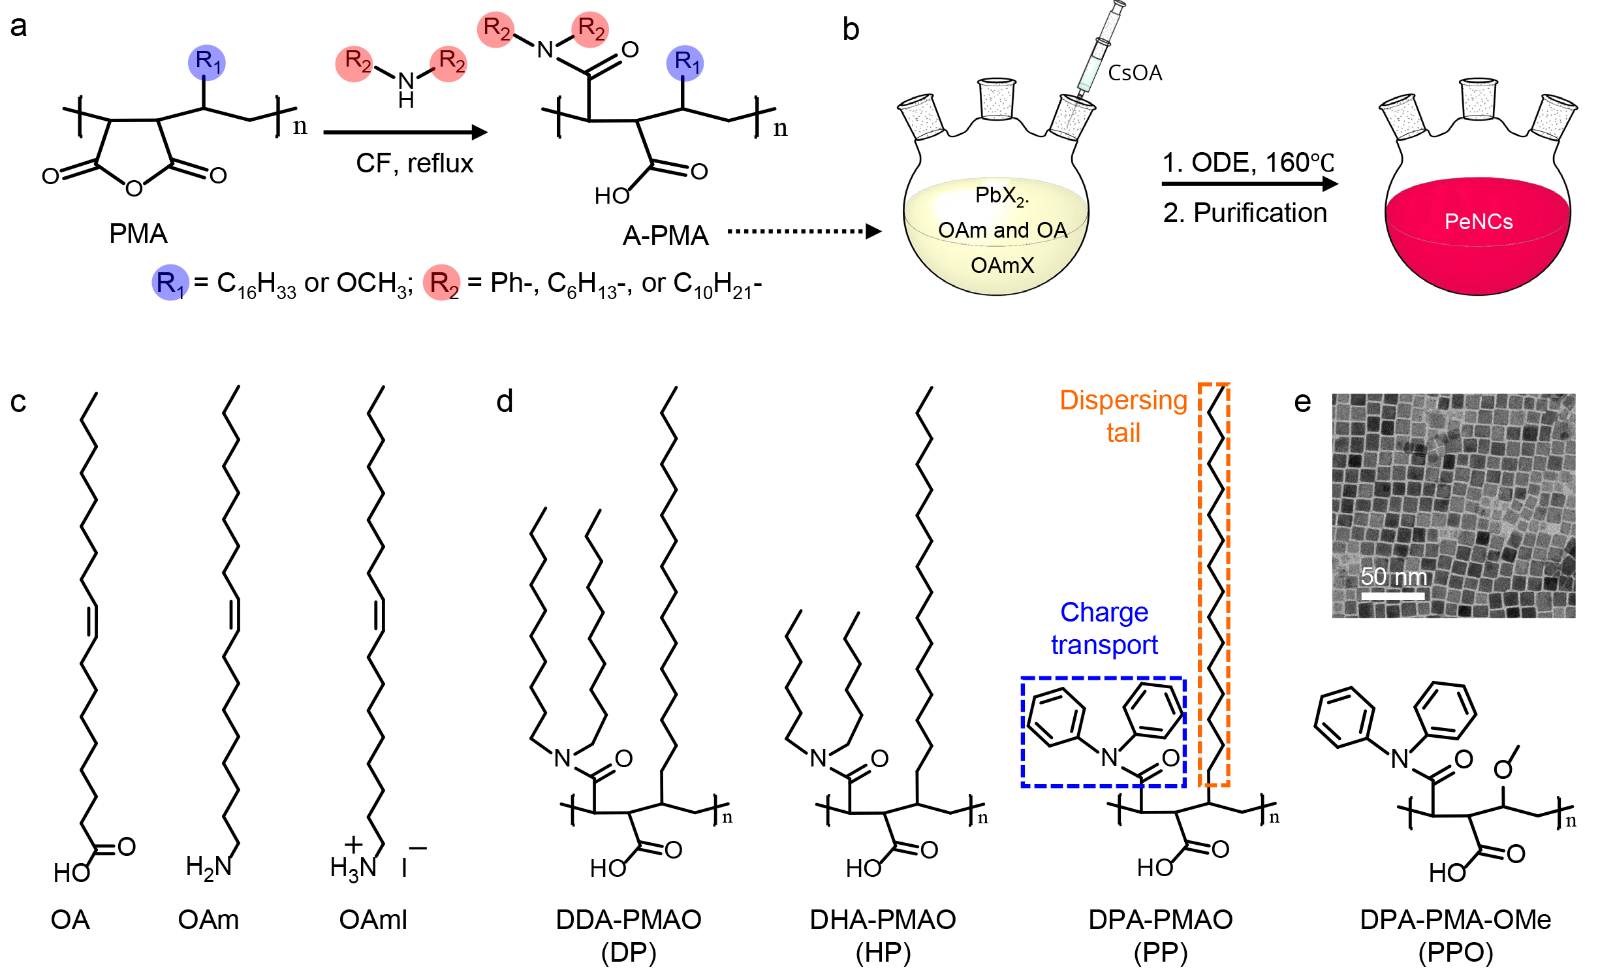 a
R1
R2 R2
N
H
CF, reflux
n
O O O
PMA
R2 R2
N O
R1
n
O
HO
A-PMA
R1 = C16H33 or OCH3; R2 = Ph-, C6H13-, or C10H21-
b
CsOA
PbX2.
OAm and OA
OAmX
1. ODE, 160℃
2. Purification
PeNCs
c
O
HO
OA
H2N
OAm
+ −
H3N I
OAmI
d
N O
n
O
HO
DDA-PMAO
(DP)
N O
n
O
HO
DHA-PMAO
(HP)
Dispersing
tail
Charge
transport
N O
n
O
HO
DPA-PMAO
(PP)
e
50 nm
N O
O
n
O
HO
DPA-PMA-OMe
(PPO)